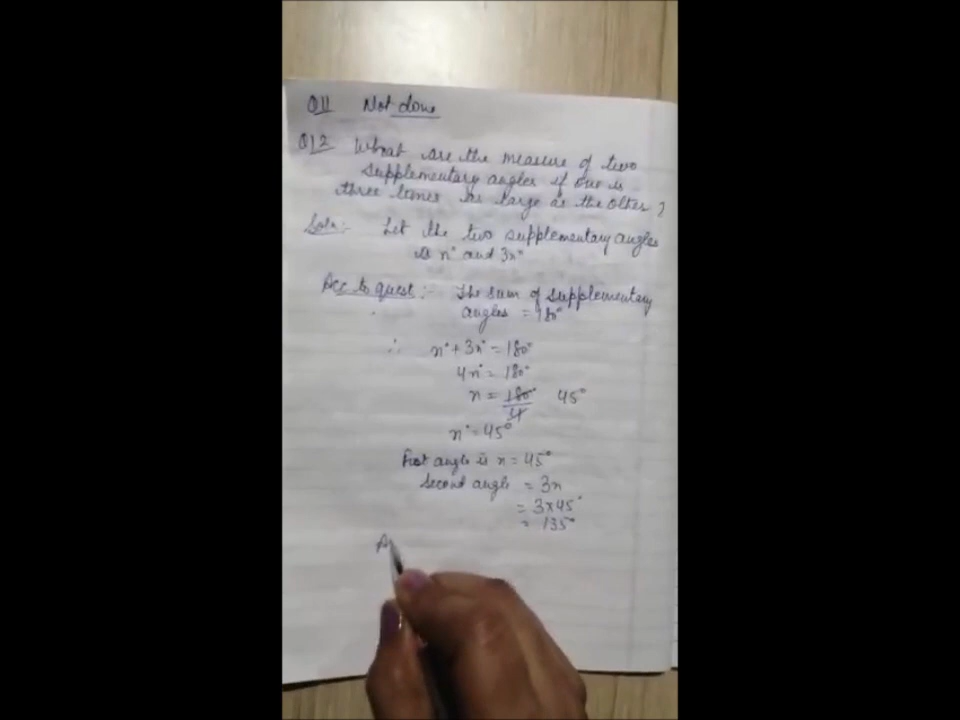 Q11 Not done
Q12 What are the measure of two
supplementary angles if one is
three times as large as the other ?
Soln:- Let the two supplementary angles
is x° and 3x°
Acc to quest :- The sum of supplementary
angles = 180°
∴ x° + 3x° = 180°
4x° = 180°
x = 180° 45°
4
x° = 45°
First angle is x = 45°
Second angle = 3x
= 3×45°
= 135°